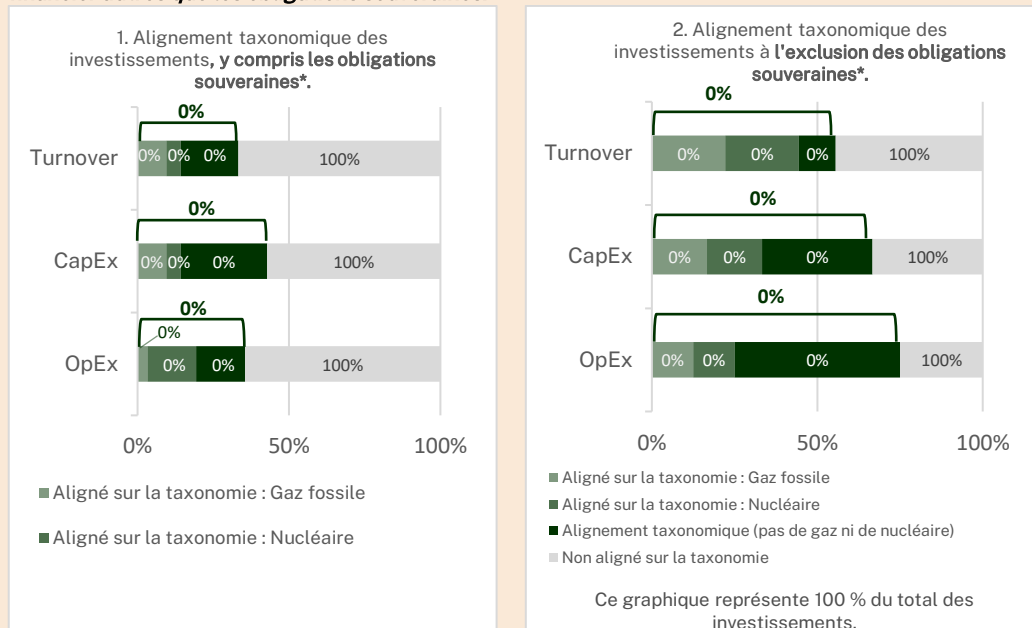 1. Alignement taxonomique des
investissements, y compris les obligations
souveraines*.
0%
Turnover
0% 0% 0% 100%
0%
CapEx
0% 0% 0% 100%
0%
0%
OpEx
0% 0% 100%
0% 50% 100%
Aligné sur la taxonomie : Gaz fossile
Aligné sur la taxonomie : Nucléaire
2. Alignement taxonomique des
investissements à l'exclusion des obligations
souveraines*.
0%
Turnover
0% 0% 0% 100%
0%
CapEx
0% 0% 0% 100%
0%
OpEx
0% 0% 0% 100%
0% 50% 100%
Aligné sur la taxonomie : Gaz fossile
Aligné sur la taxonomie : Nucléaire
Alignement taxonomique (pas de gaz ni de nucléaire)
Non aligné sur la taxonomie
Ce graphique représente 100 % du total des
investissements.